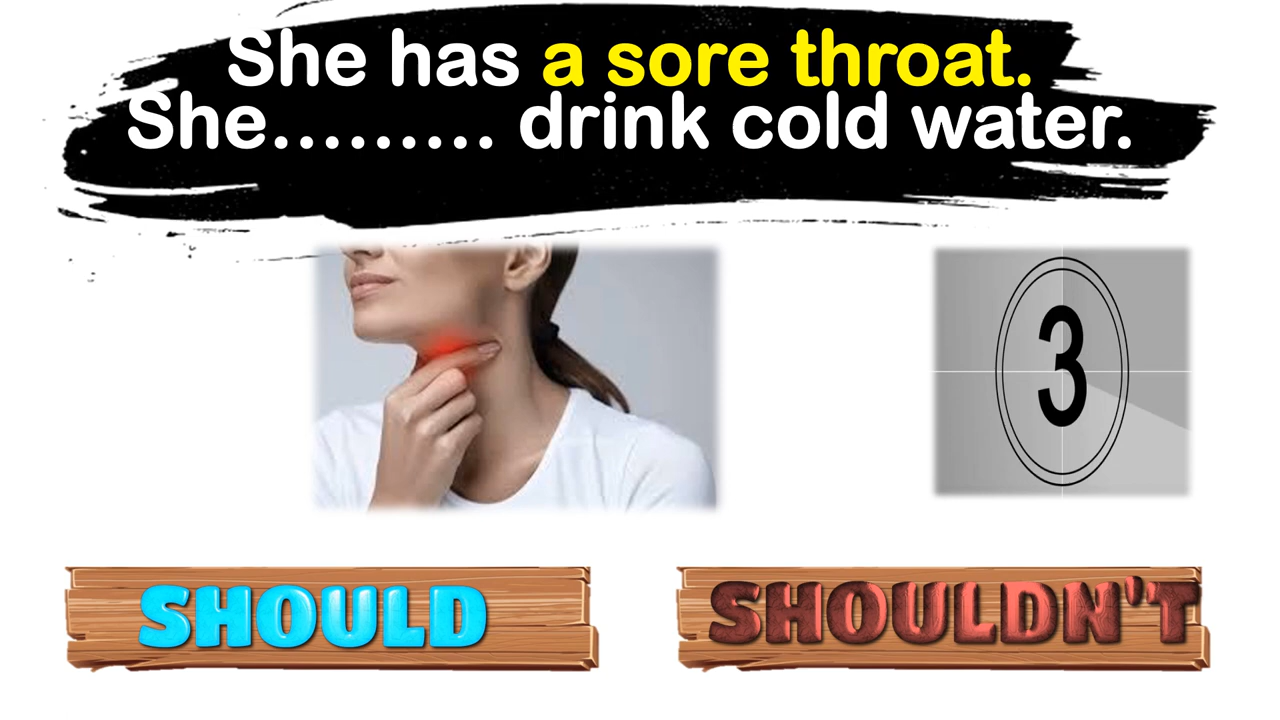 She has a sore throat.
She……… drink cold water.
3
SHOULD
SHOULDN'T